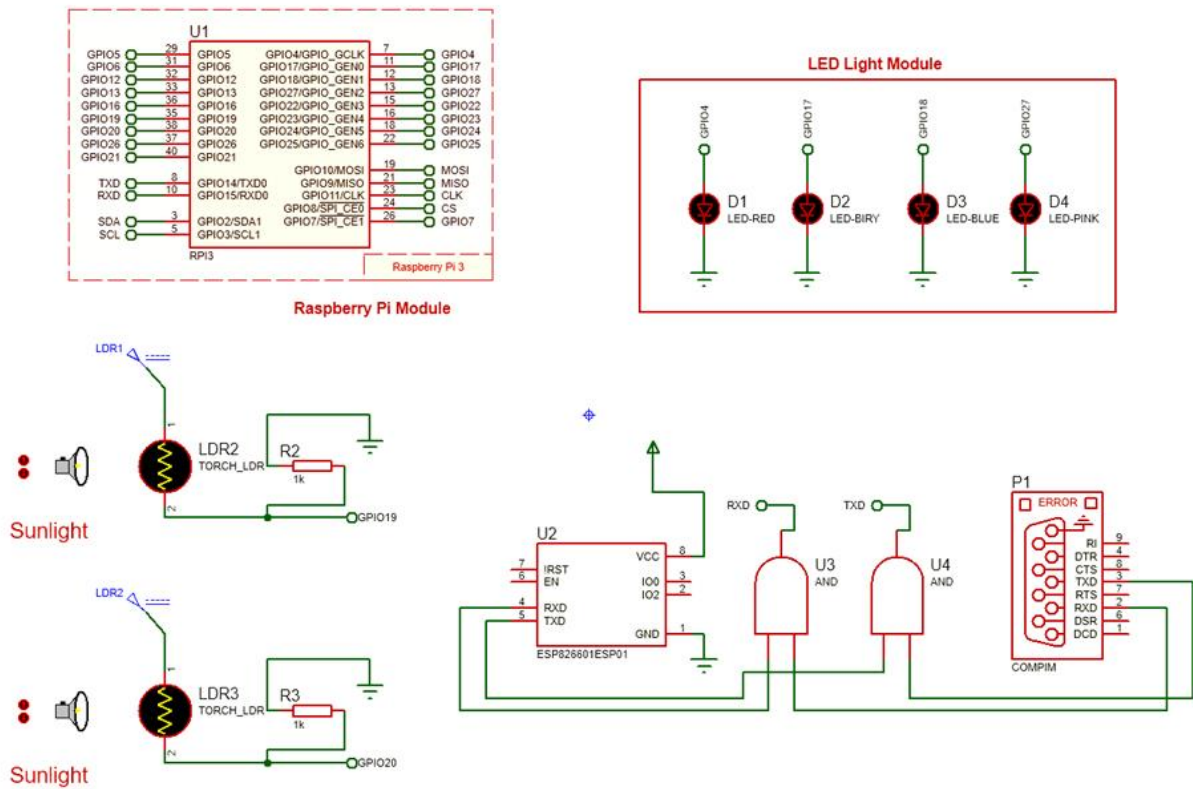 U1
GPIO5 29 GPIO5 GPIO4/GPIO_GCLK 7 GPIO4
GPIO6 31 GPIO6 GPIO17/GPIO_GEN0 11 GPIO17
GPIO12 32 GPIO12 GPIO18/GPIO_GEN1 12 GPIO18
GPIO13 33 GPIO13 GPIO27/GPIO_GEN2 13 GPIO27
GPIO16 36 GPIO16 GPIO22/GPIO_GEN3 15 GPIO22
GPIO19 35 GPIO19 GPIO23/GPIO_GEN4 16 GPIO23
GPIO20 38 GPIO20 GPIO24/GPIO_GEN5 18 GPIO24
GPIO26 37 GPIO26 GPIO25/GPIO_GEN6 22 GPIO25
GPIO21 40 GPIO21
GPIO10/MOSI 19 MOSI
TXD 8 GPIO14/TXD0 GPIO9/MISO 21 MISO
RXD 10 GPIO15/RXD0 GPIO11/CLK 23 CLK
GPIO8/SPI_CE0 24 CS
SDA 3 GPIO2/SDA1 GPIO7/SPI_CE1 26 GPIO7
SCL 5 GPIO3/SCL1
RPI3
Raspberry Pi 3
Raspberry Pi Module
LED Light Module
GPIO4 GPIO17 GPIO18 GPIO27
D1 D2 D3 D4
LED-RED LED-BIRY LED-BLUE LED-PINK
LDR1
1
LDR2
TORCH_LDR
R2
1k
2
GPIO19
Sunlight
LDR2
1
LDR3
TORCH_LDR
R3
1k
2
GPIO20
Sunlight
U2
VCC 8
7 IRST
6 EN IO0 3
IO2 2
4 RXD
5 TXD
GND 1
ESP826601ESP01
RXD
U3
AND
TXD
U4
AND
P1
ERROR
RI 9
DTR 4
CTS 8
TXD 3
RTS 7
RXD 2
DSR 6
DCD 1
COMPIM